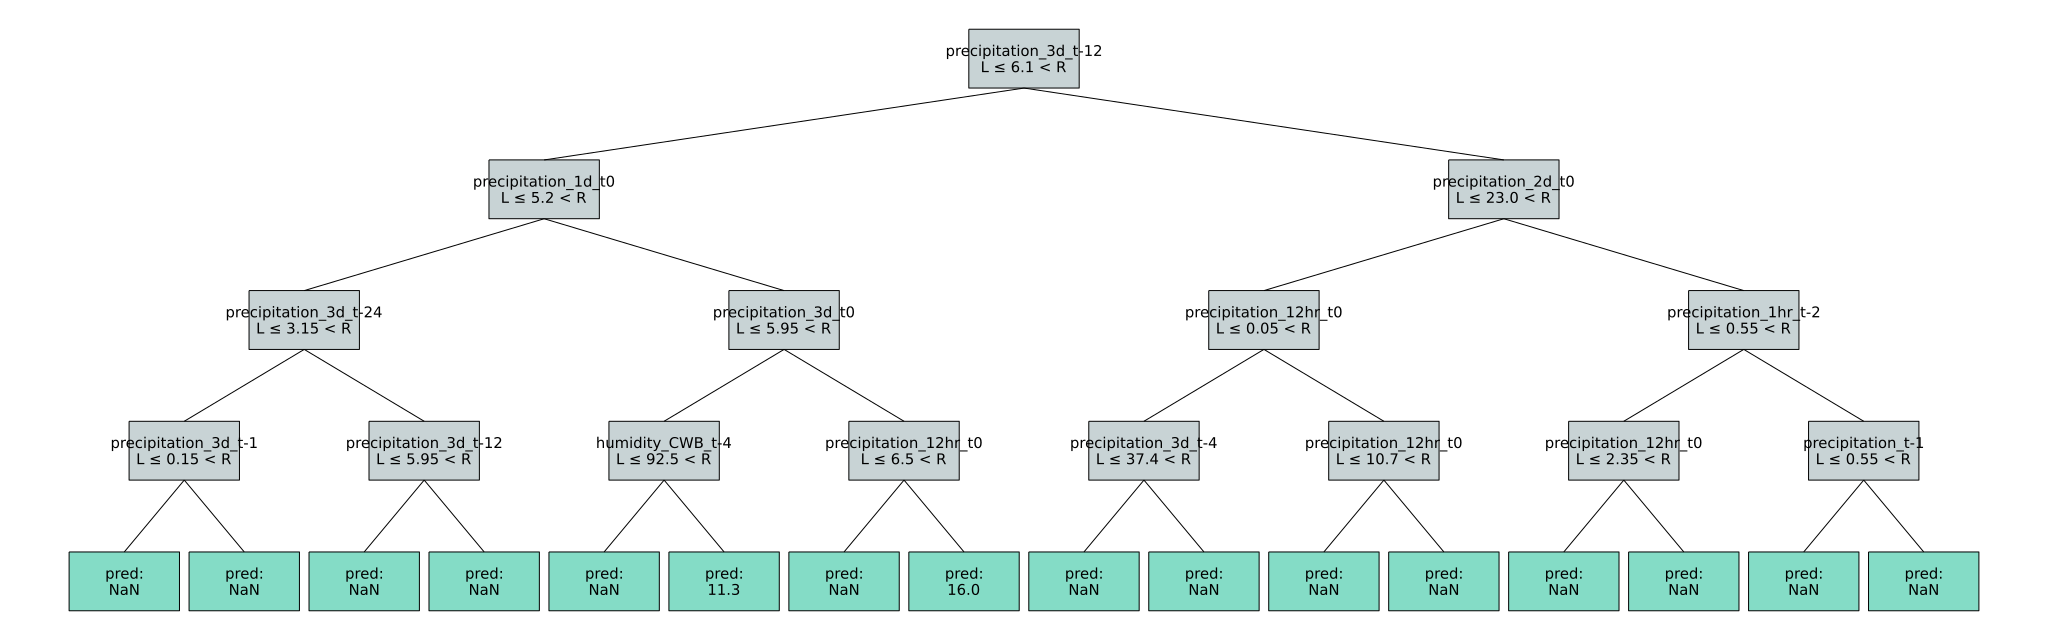 precipitation_3d_t-12
L ≤ 6.1 < R
precipitation_1d_t0
L ≤ 5.2 < R
precipitation_2d_t0
L ≤ 23.0 < R
precipitation_3d_t-24
L ≤ 3.15 < R
precipitation_3d_t0
L ≤ 5.95 < R
precipitation_12hr_t0
L ≤ 0.05 < R
precipitation_1hr_t-2
L ≤ 0.55 < R
precipitation_3d_t-1
L ≤ 0.15 < R
precipitation_3d_t-12
L ≤ 5.95 < R
humidity_CWB_t-4
L ≤ 92.5 < R
precipitation_12hr_t0
L ≤ 6.5 < R
precipitation_3d_t-4
L ≤ 37.4 < R
precipitation_12hr_t0
L ≤ 10.7 < R
precipitation_12hr_t0
L ≤ 2.35 < R
precipitation_t-1
L ≤ 0.55 < R
pred:
NaN
pred:
NaN
pred:
NaN
pred:
NaN
pred:
NaN
pred:
11.3
pred:
NaN
pred:
16.0
pred:
NaN
pred:
NaN
pred:
NaN
pred:
NaN
pred:
NaN
pred:
NaN
pred:
NaN
pred:
NaN